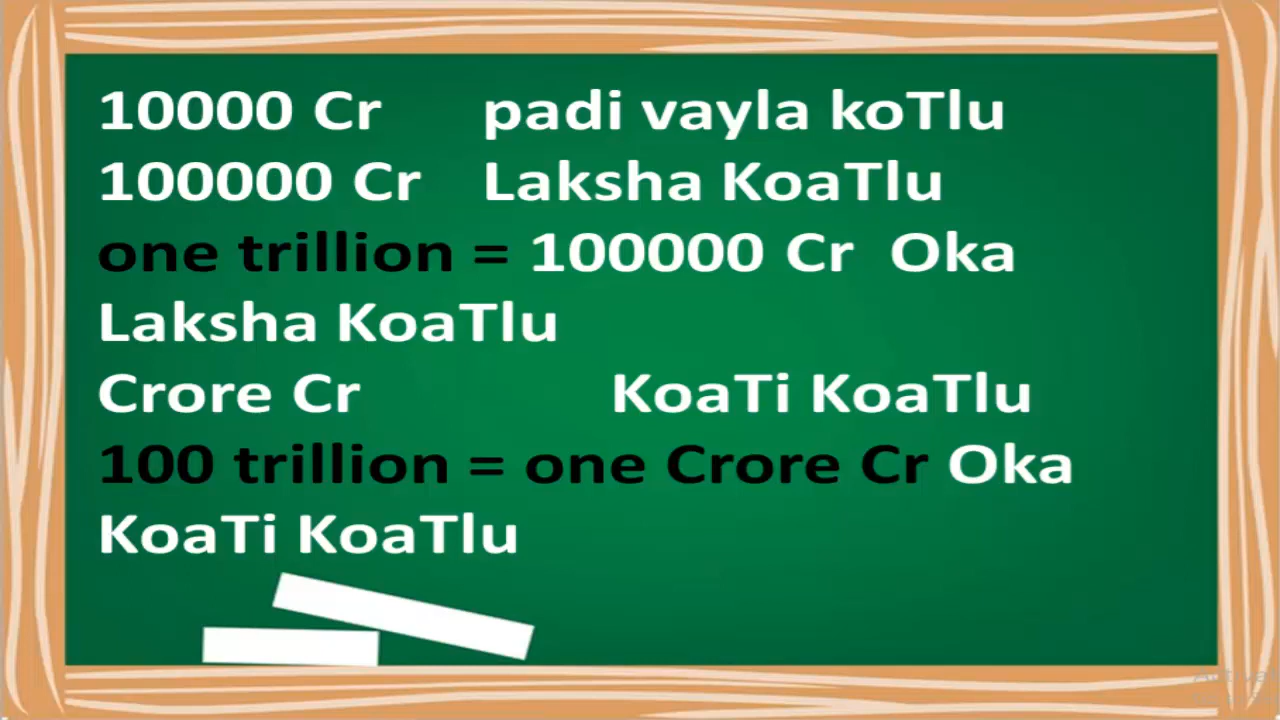 10000 Cr padi vayla koTlu
100000 Cr Laksha KoaTlu
one trillion = 100000 Cr Oka
Laksha KoaTlu
Crore Cr KoaTi KoaTlu
100 trillion = one Crore Cr Oka
KoaTi KoaTlu